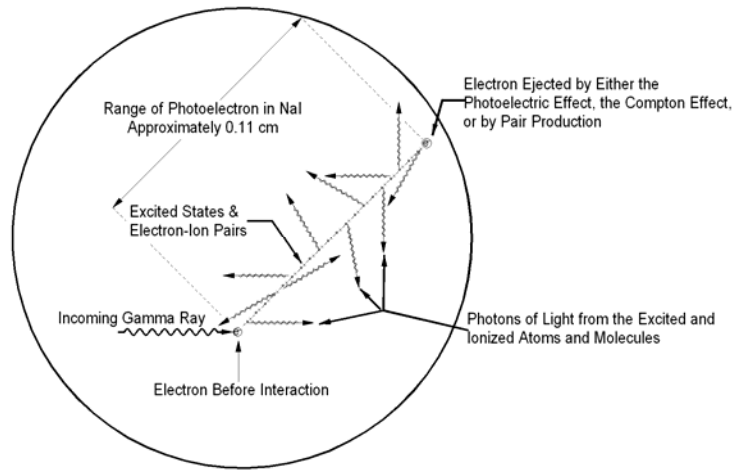 Range of Photoelectron in NaI
Approximately 0.11 cm
Electron Ejected by Either the
Photoelectric Effect, the Compton Effect,
or by Pair Production
Excited States &
Electron-Ion Pairs
Incoming Gamma Ray
Photons of Light from the Excited and
Ionized Atoms and Molecules
Electron Before Interaction